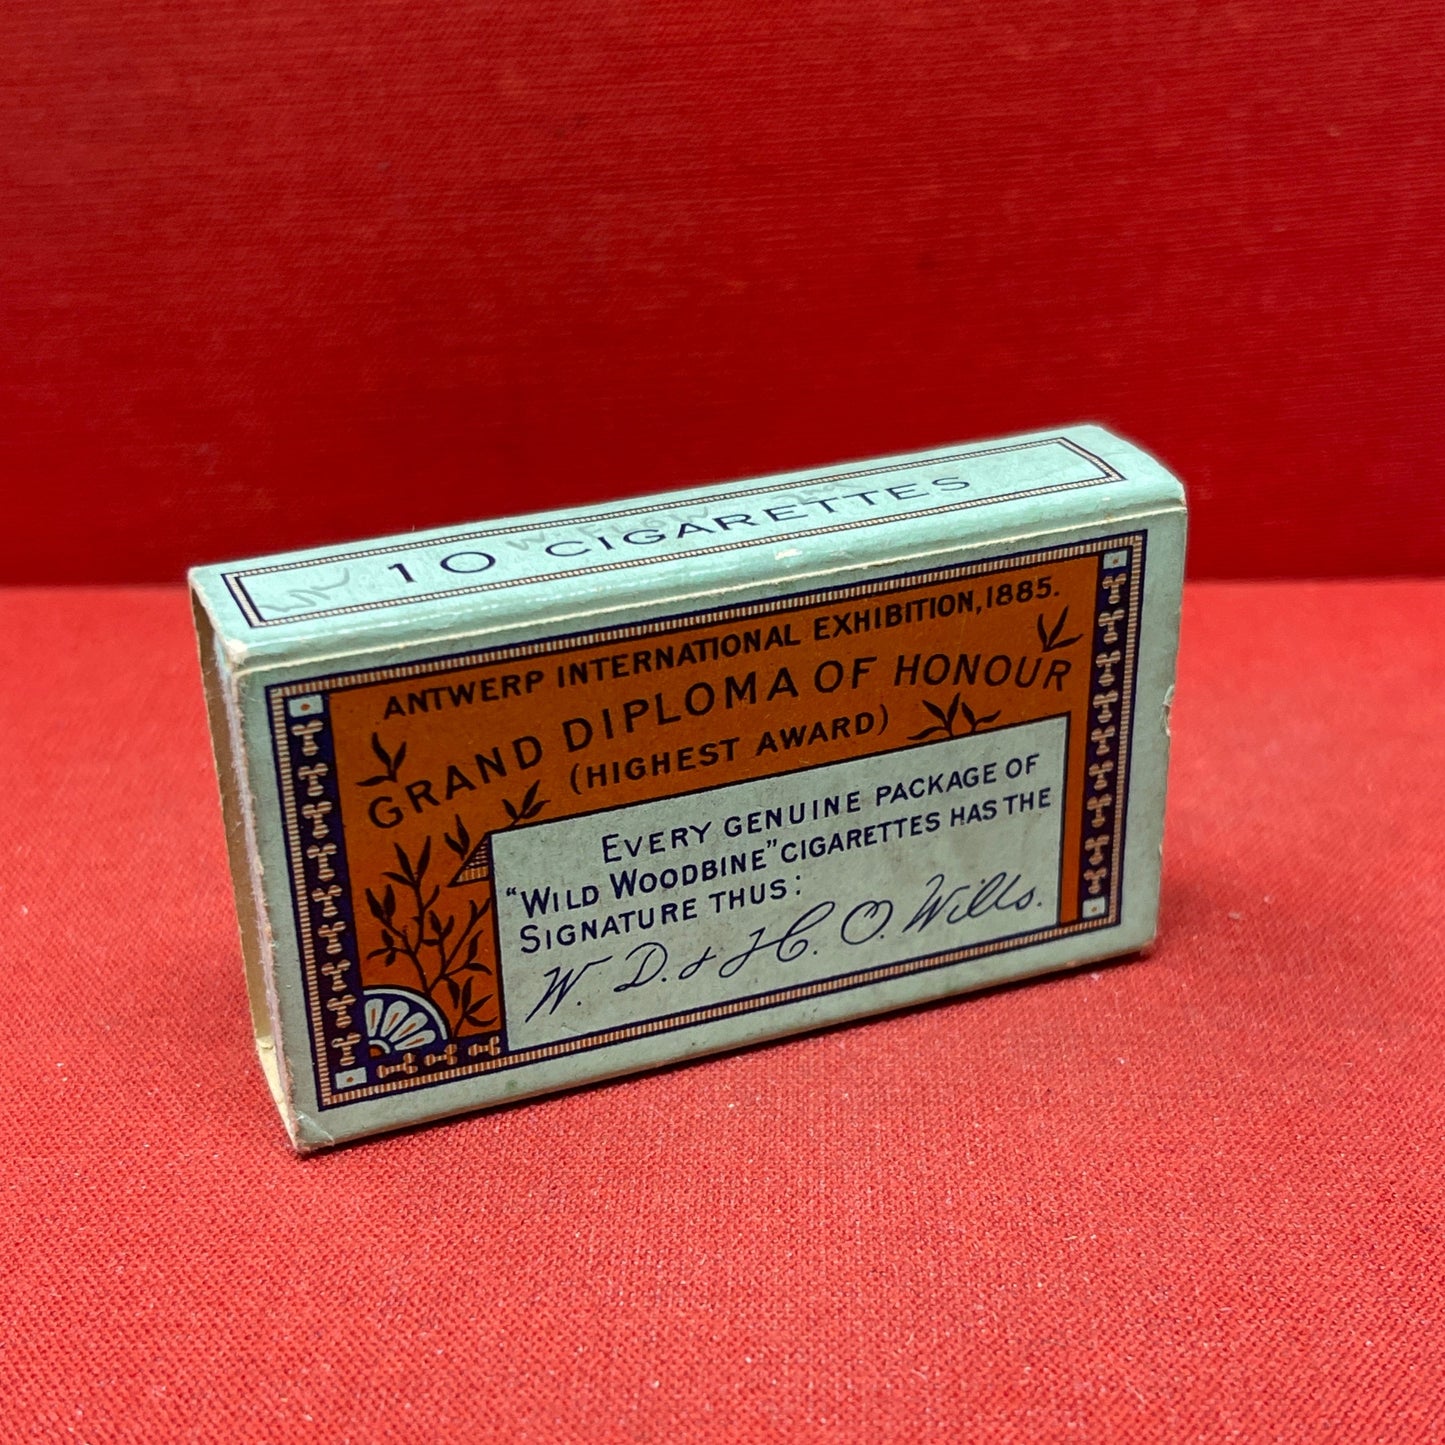 10 CIGARETTES
ANTWERP INTERNATIONAL EXHIBITION, 1885.
GRAND DIPLOMA OF HONOUR
(HIGHEST AWARD)
EVERY GENUINE PACKAGE OF
"WILD WOODBINE" CIGARETTES HAS THE
SIGNATURE THUS:
W. D. & H. O. Wills.